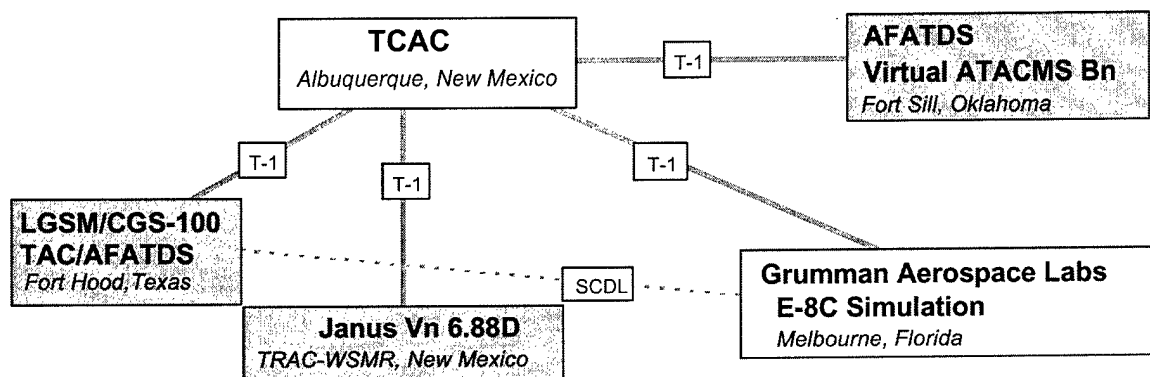 TCAC
Albuquerque, New Mexico
T-1
AFATDS
Virtual ATACMS Bn
Fort Sill, Oklahoma
T-1
T-1
T-1
LGSM/CGS-100
TAC/AFATDS
Fort Hood, Texas
SCDL
Grumman Aerospace Labs
E-8C Simulation
Melbourne, Florida
Janus Vn 6.88D
TRAC-WSMR, New Mexico